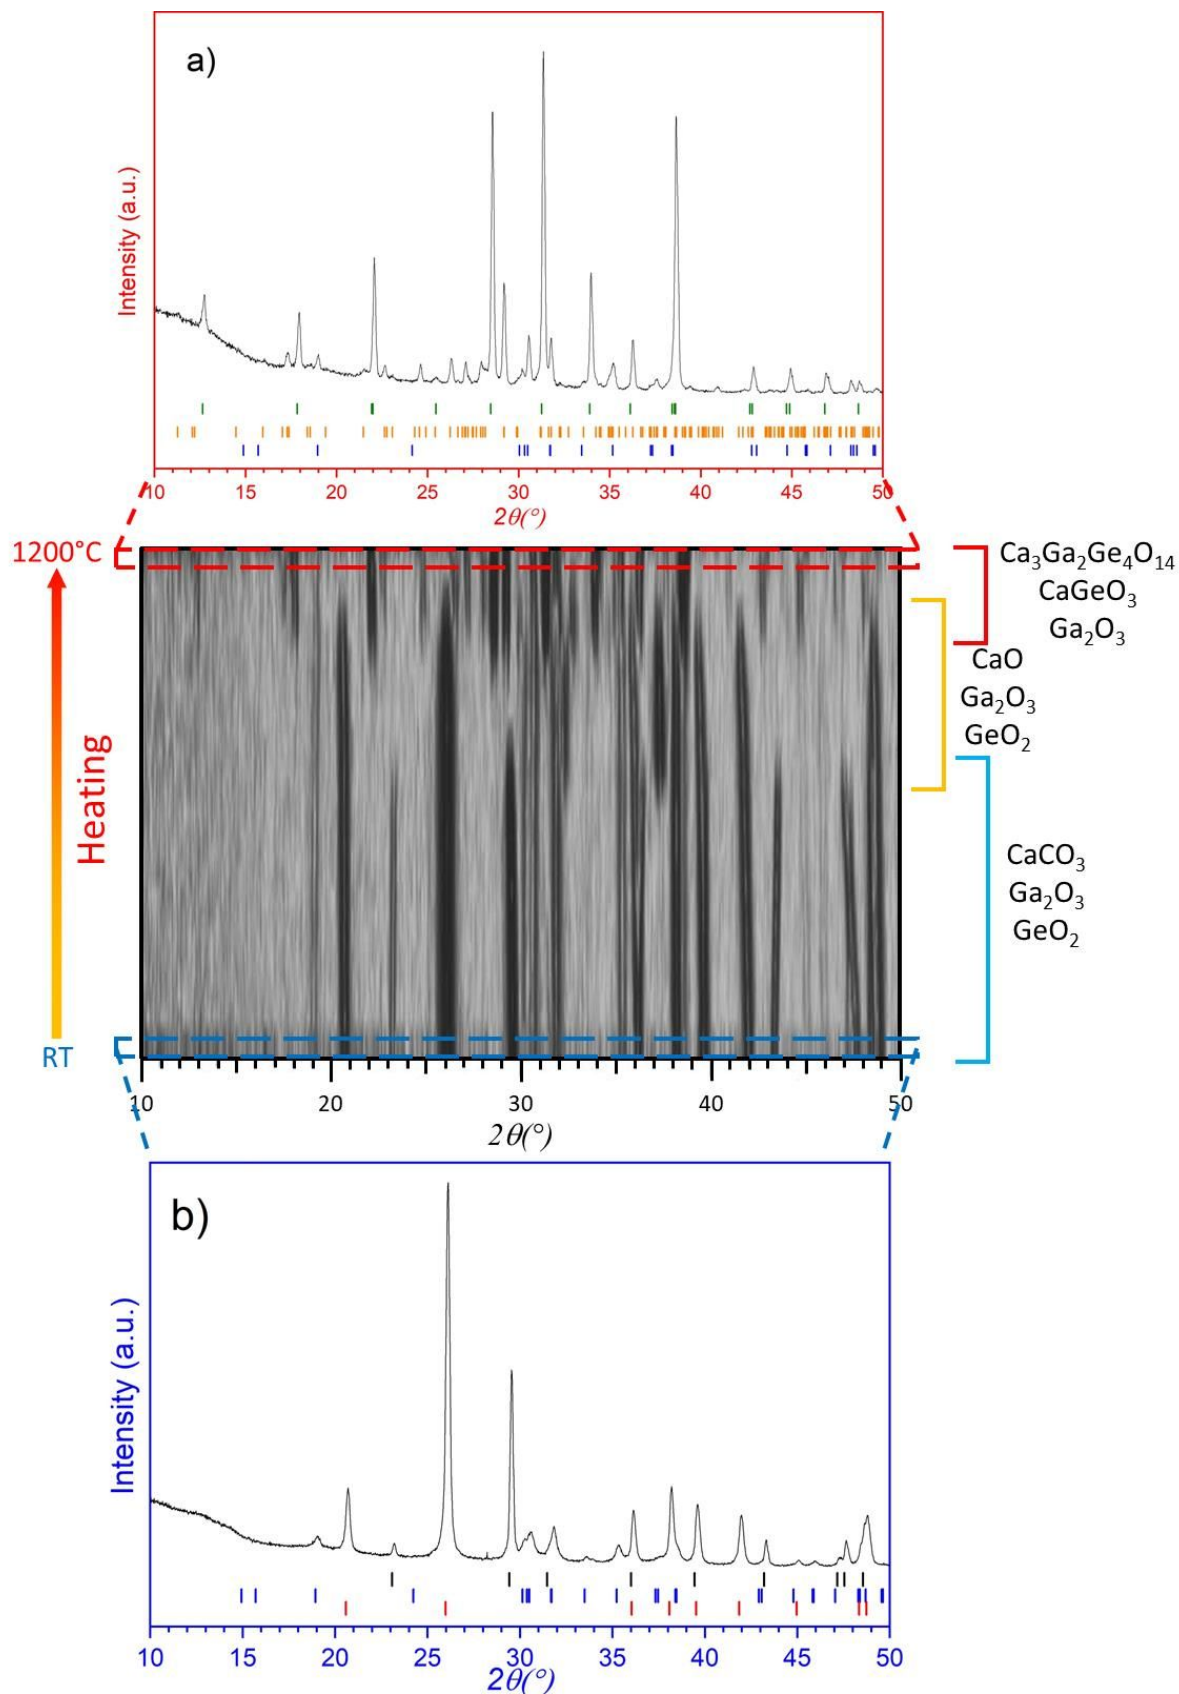 a)
Intensity (a.u.)
10 15 20 25 30 35 40 45 50
2θ(°)
1200°C
Heating
RT
Ca₃Ga₂Ge₄O₁₄
CaGeO₃
Ga₂O₃
CaO
Ga₂O₃
GeO₂
CaCO₃
Ga₂O₃
GeO₂
10 20 30 40 50
2θ(°)
b)
Intensity (a.u.)
10 15 20 25 30 35 40 45 50
2θ(°)